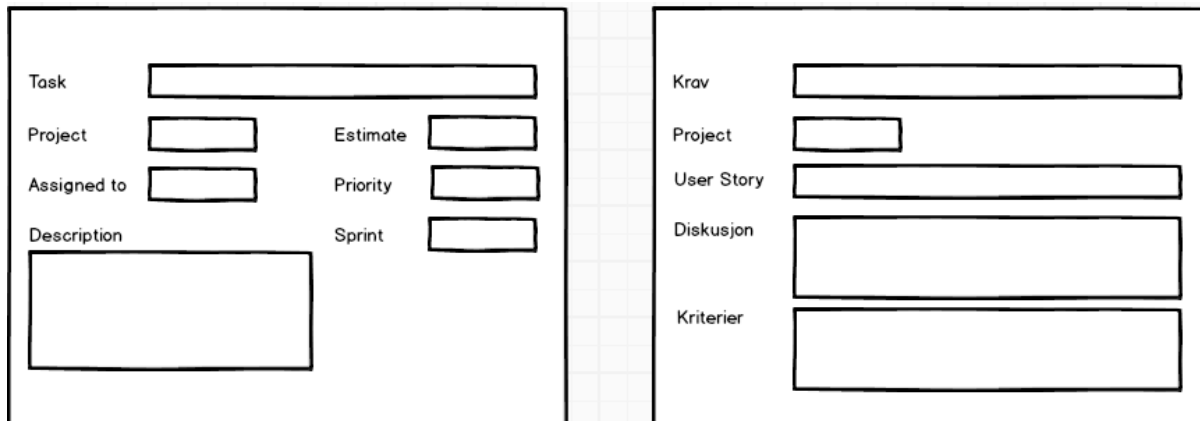 Task
Project
Estimate
Assigned to
Priority
Description
Sprint
Krav
Project
User Story
Diskusjon
Kriterier